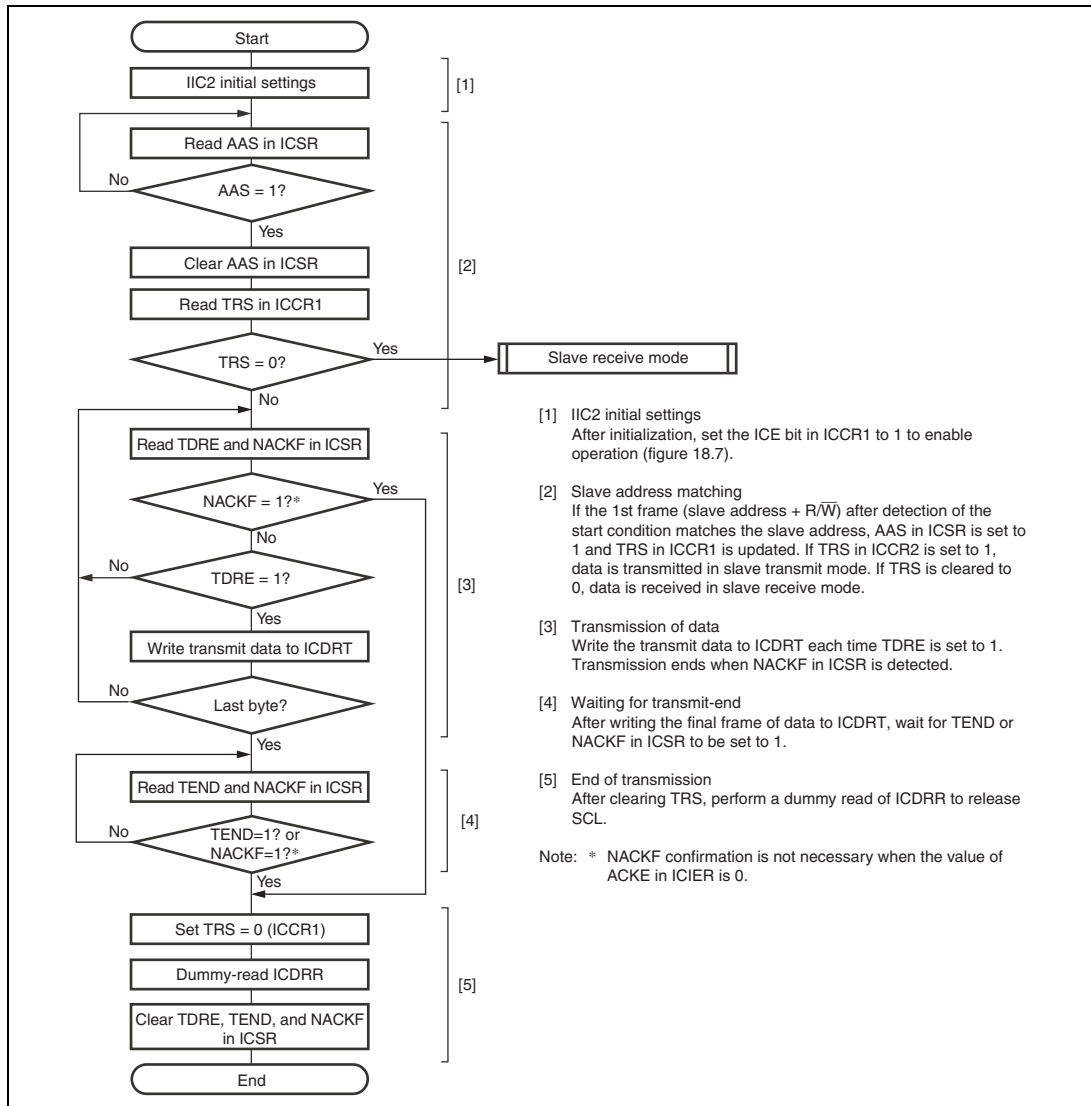 Start
IIC2 initial settings
[1]
Read AAS in ICSR
No
AAS = 1?
Yes
Clear AAS in ICSR
[2]
Read TRS in ICCR1
TRS = 0?
Yes
Slave receive mode
No
Read TDRE and NACKF in ICSR
NACKF = 1?*
Yes
No
No
TDRE = 1?
[3]
Yes
Write transmit data to ICDRT
No
Last byte?
Yes
Read TEND and NACKF in ICSR
No
TEND=1? or
NACKF=1?*
[4]
Yes
Set TRS = 0 (ICCR1)
Dummy-read ICDRR
[5]
Clear TDRE, TEND, and NACKF
in ICSR
End
[1] IIC2 initial settings
After initialization, set the ICE bit in ICCR1 to 1 to enable
operation (figure 18.7).
[2] Slave address matching
If the 1st frame (slave address + R/W̅) after detection of the
start condition matches the slave address, AAS in ICSR is set to
1 and TRS in ICCR1 is updated. If TRS in ICCR2 is set to 1,
data is transmitted in slave transmit mode. If TRS is cleared to
0, data is received in slave receive mode.
[3] Transmission of data
Write the transmit data to ICDRT each time TDRE is set to 1.
Transmission ends when NACKF in ICSR is detected.
[4] Waiting for transmit-end
After writing the final frame of data to ICDRT, wait for TEND or
NACKF in ICSR to be set to 1.
[5] End of transmission
After clearing TRS, perform a dummy read of ICDRR to release
SCL.
Note: * NACKF confirmation is not necessary when the value of
ACKE in ICIER is 0.